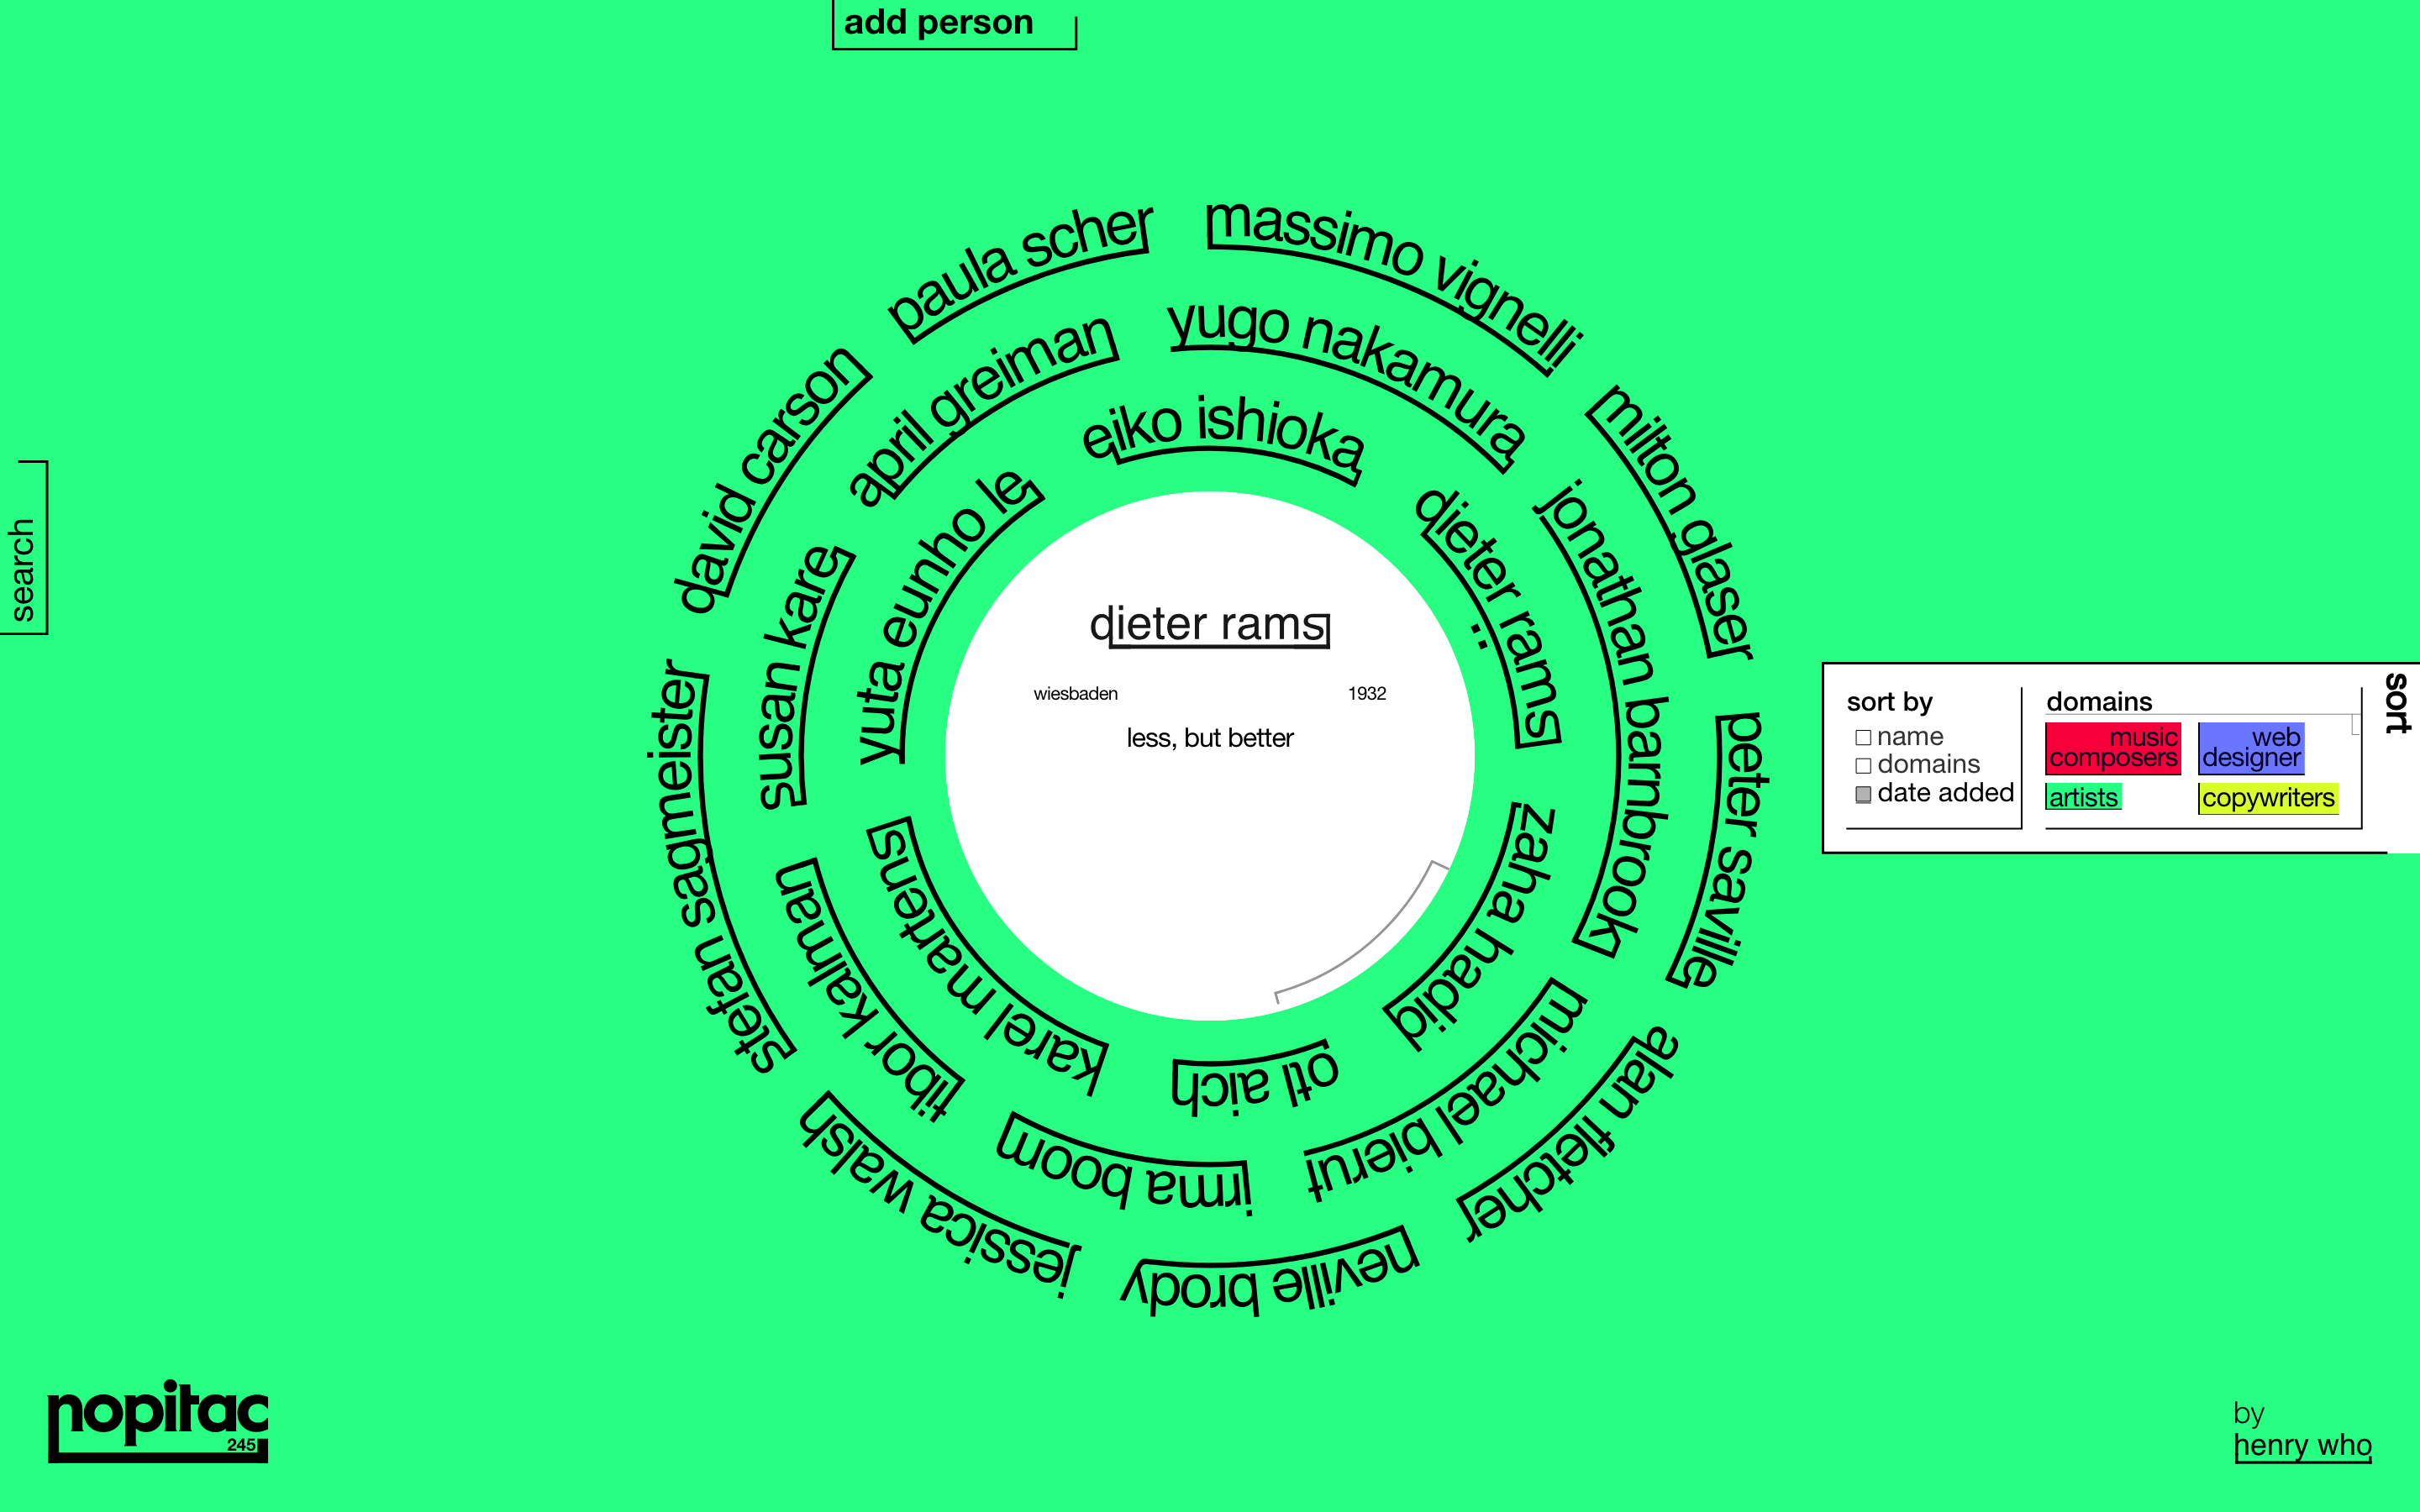 add person
search
massimo vignelli
milton glaser
peter saville
alan fletcher
neville brody
jessica walsh
stefan sagmeister
david carson
paula scher
yugo nakamura
jonathan barnbrook
michael bierut
irma boom
tibor kalman
susan kare
april greiman
eiko ishioka
dieter rams
zaha hadid
otl aich
karel martens
yuta eunho le
dieter rams
wiesbaden 1932
less, but better
sort
sort by
name
domains
date added
domains
music
composers
web
designer
artists
copywriters
nopitac
245
by
henry who